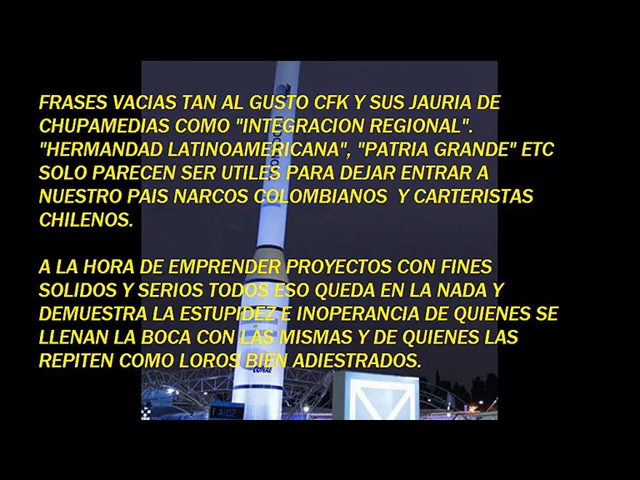 FRASES VACIAS TAN AL GUSTO CFK Y SUS JAURIA DE
CHUPAMEDIAS COMO "INTEGRACION REGIONAL".
"HERMANDAD LATINOAMERICANA", "PATRIA GRANDE" ETC
SOLO PARECEN SER UTILES PARA DEJAR ENTRAR A
NUESTRO PAIS NARCOS COLOMBIANOS Y CARTERISTAS
CHILENOS.
A LA HORA DE EMPRENDER PROYECTOS CON FINES
SOLIDOS Y SERIOS TODOS ESO QUEDA EN LA NADA Y
DEMUESTRA LA ESTUPIDEZ E INOPERANCIA DE QUIENES SE
LLENAN LA BOCA CON LAS MISMAS Y DE QUIENES LAS
REPITEN COMO LOROS BIEN ADIESTRADOS.
CONAE